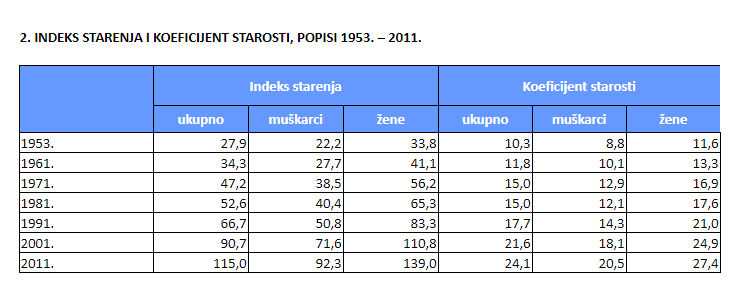 2. INDEKS STARENJA I KOEFICIJENT STAROSTI, POPISI 1953. – 2011.
Indeks starenja Koeficijent starosti
ukupno muškarci žene ukupno muškarci žene
1953. 27,9 22,2 33,8 10,3 8,8 11,6
1961. 34,3 27,7 41,1 11,8 10,1 13,3
1971. 47,2 38,5 56,2 15,0 12,9 16,9
1981. 52,6 40,4 65,3 15,0 12,1 17,6
1991. 66,7 50,8 83,3 17,7 14,3 21,0
2001. 90,7 71,6 110,8 21,6 18,1 24,9
2011. 115,0 92,3 139,0 24,1 20,5 27,4